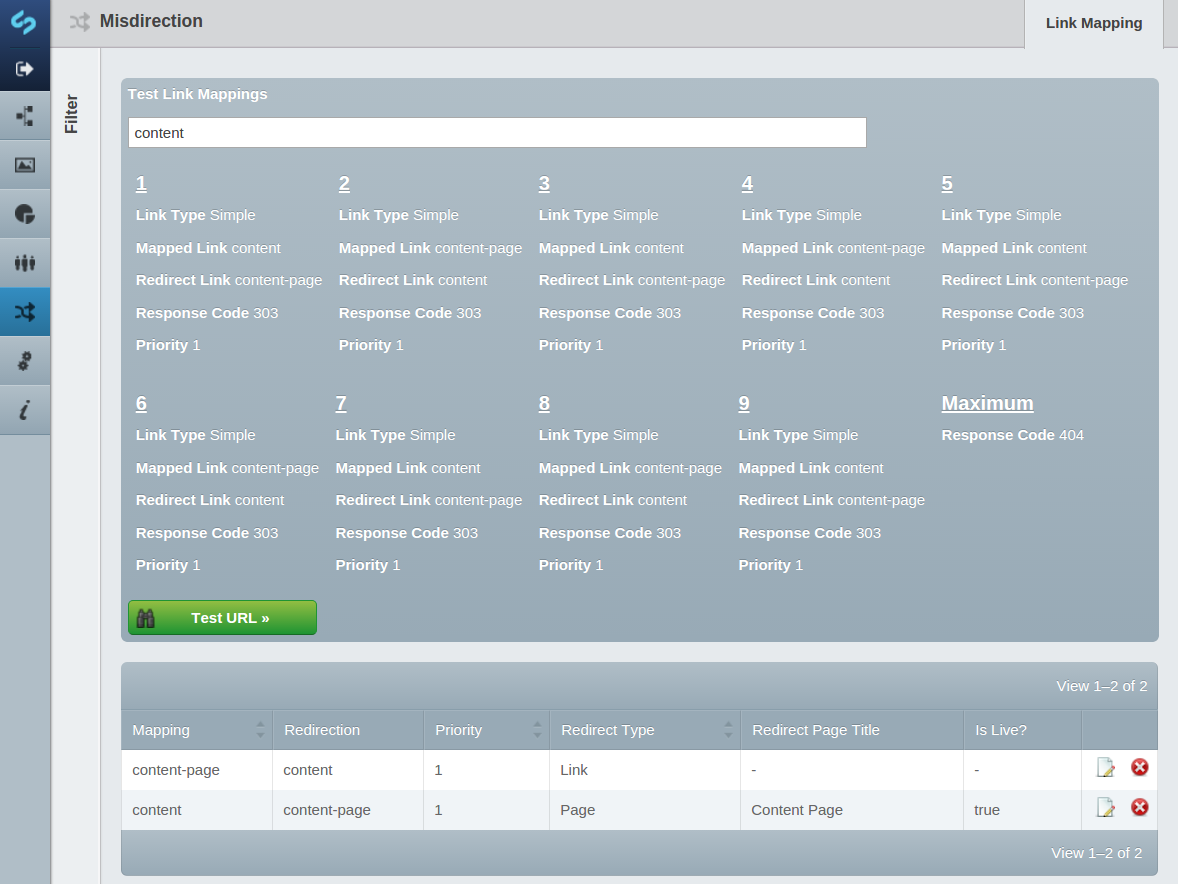 Misdirection
Link Mapping
Filter
Test Link Mappings
content
1 2 3 4 5
Link Type Simple Link Type Simple Link Type Simple Link Type Simple Link Type Simple
Mapped Link content Mapped Link content-page Mapped Link content Mapped Link content-page Mapped Link content
Redirect Link content-page Redirect Link content Redirect Link content-page Redirect Link content Redirect Link content-page
Response Code 303 Response Code 303 Response Code 303 Response Code 303 Response Code 303
Priority 1 Priority 1 Priority 1 Priority 1 Priority 1
6 7 8 9 Maximum
Link Type Simple Link Type Simple Link Type Simple Link Type Simple Response Code 404
Mapped Link content-page Mapped Link content Mapped Link content-page Mapped Link content
Redirect Link content Redirect Link content-page Redirect Link content Redirect Link content-page
Response Code 303 Response Code 303 Response Code 303 Response Code 303
Priority 1 Priority 1 Priority 1 Priority 1
Test URL »
View 1–2 of 2
Mapping Redirection Priority Redirect Type Redirect Page Title Is Live?
content-page content 1 Link - -
content content-page 1 Page Content Page true
View 1–2 of 2